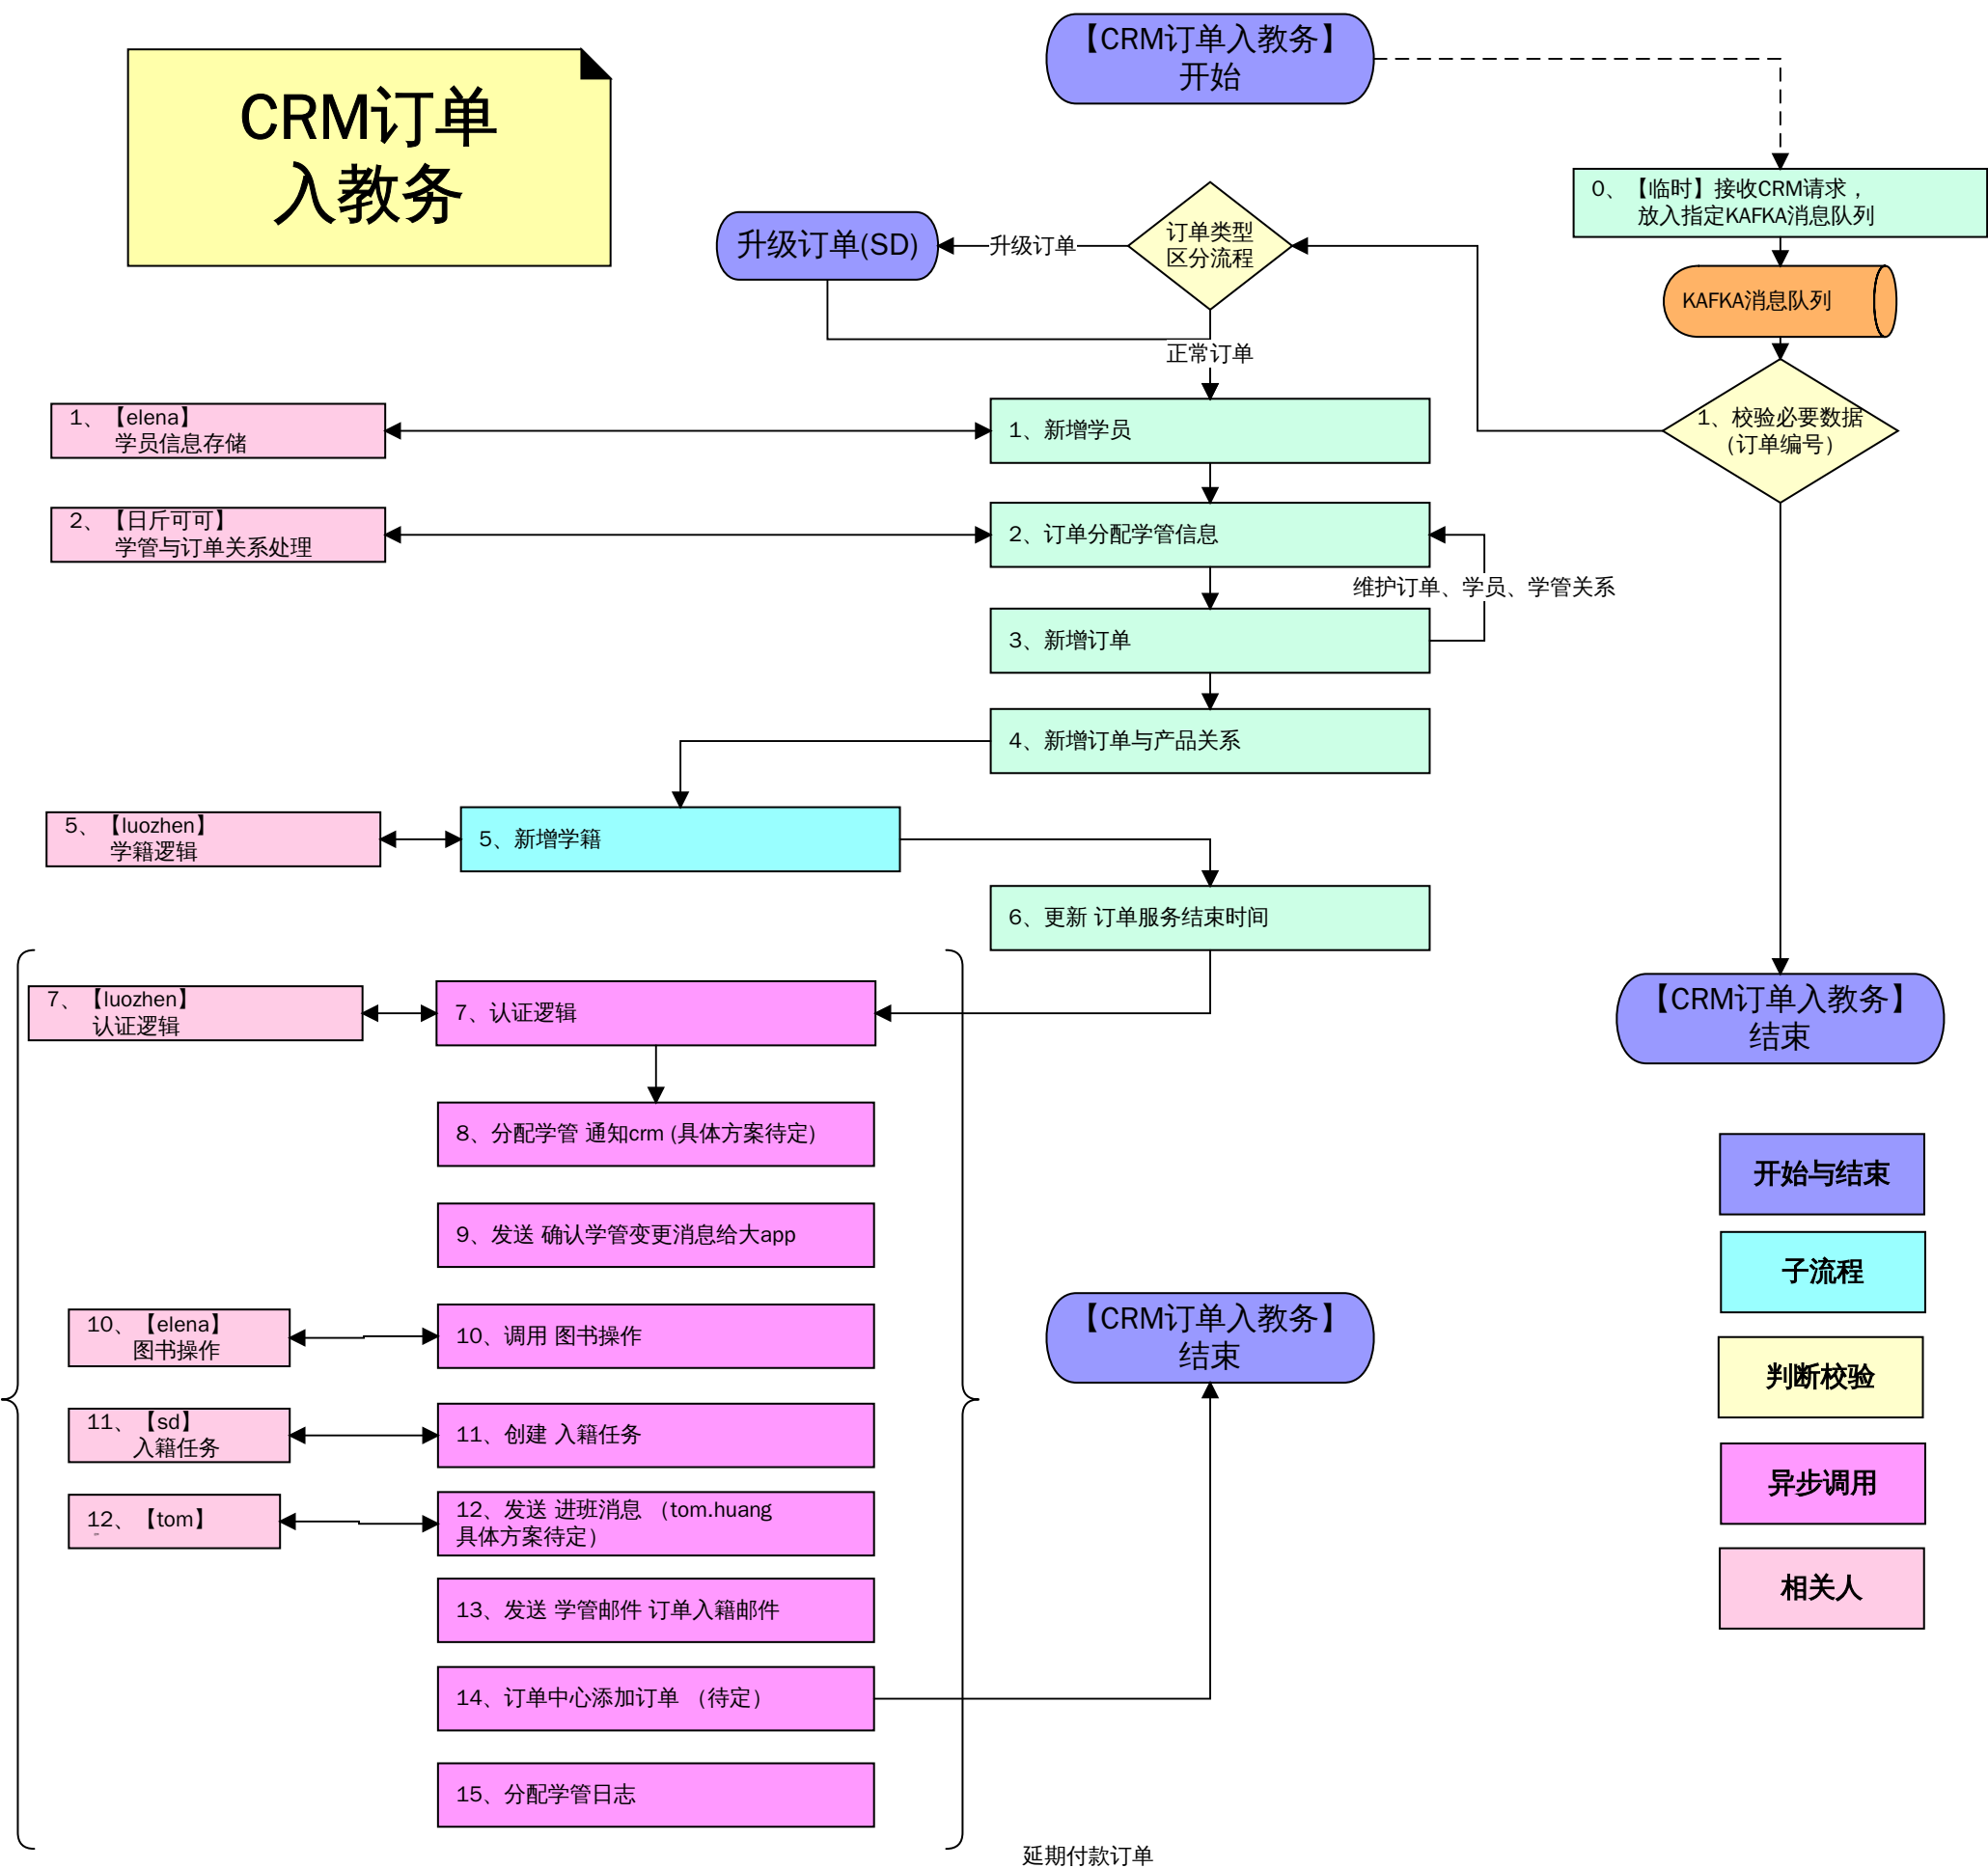 【CRM订单入教务】
开始
CRM订单
入教务
0、【临时】接收CRM请求，
放入指定KAFKA消息队列
升级订单(SD)
升级订单
订单类型
区分流程
KAFKA消息队列
正常订单
1、【elena】
学员信息存储
1、新增学员
1、校验必要数据
（订单编号）
2、【日斤可可】
学管与订单关系处理
2、订单分配学管信息
维护订单、学员、学管关系
3、新增订单
4、新增订单与产品关系
5、【luozhen】
学籍逻辑
5、新增学籍
6、更新 订单服务结束时间
7、【luozhen】
认证逻辑
7、认证逻辑
【CRM订单入教务】
结束
8、分配学管 通知crm (具体方案待定)
开始与结束
9、发送 确认学管变更消息给大app
子流程
10、【elena】
图书操作
10、调用 图书操作
【CRM订单入教务】
结束
判断校验
11、【sd】
入籍任务
11、创建 入籍任务
异步调用
12、【tom】
12、发送 进班消息 （tom.huang
具体方案待定）
相关人
13、发送 学管邮件 订单入籍邮件
14、订单中心添加订单 （待定）
15、分配学管日志
延期付款订单